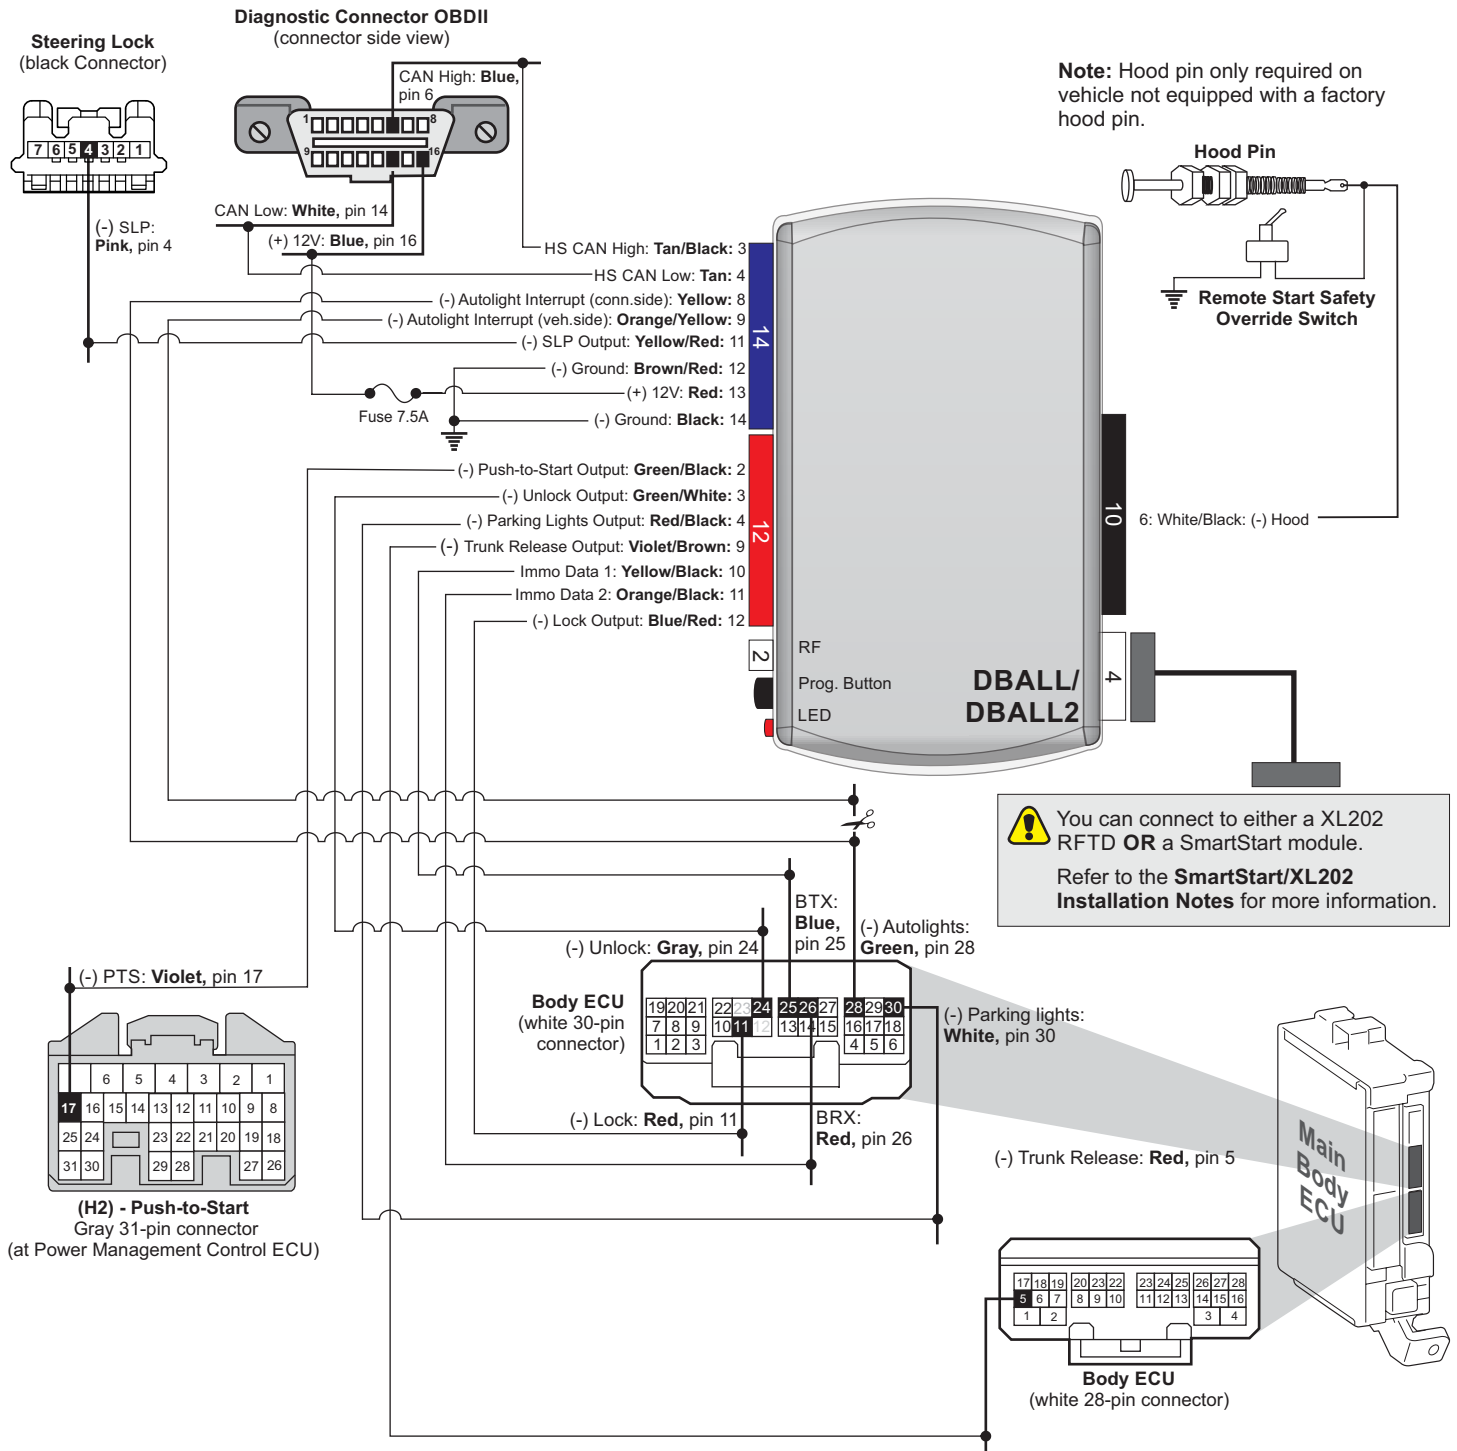 Diagnostic Connector OBDII
(connector side view)
Steering Lock
(black Connector)
CAN High: Blue,
pin 6
1 8
9 16
7 6 5 4 3 2 1
CAN Low: White, pin 14
(+) 12V: Blue, pin 16
(-) SLP:
Pink, pin 4
Note: Hood pin only required on
vehicle not equipped with a factory
hood pin.
Hood Pin
Remote Start Safety
Override Switch
HS CAN High: Tan/Black: 3
HS CAN Low: Tan: 4
(-) Autolight Interrupt (conn.side): Yellow: 8
(-) Autolight Interrupt (veh.side): Orange/Yellow: 9
(-) SLP Output: Yellow/Red: 11
(-) Ground: Brown/Red: 12
(+) 12V: Red: 13
(-) Ground: Black: 14
Fuse 7.5A
14
(-) Push-to-Start Output: Green/Black: 2
(-) Unlock Output: Green/White: 3
(-) Parking Lights Output: Red/Black: 4
(-) Trunk Release Output: Violet/Brown: 9
Immo Data 1: Yellow/Black: 10
Immo Data 2: Orange/Black: 11
(-) Lock Output: Blue/Red: 12
12
10
6: White/Black: (-) Hood
2
RF
Prog. Button
LED
DBALL/
DBALL2
4
You can connect to either a XL202
RFTD OR a SmartStart module.
Refer to the SmartStart/XL202
Installation Notes for more information.
BTX:
Blue,
pin 25
(-) Autolights:
Green, pin 28
(-) Unlock: Gray, pin 24
(-) PTS: Violet, pin 17
Body ECU
(white 30-pin
connector)
19 20 21 22 23 24 25 26 27 28 29 30
7 8 9 10 11 12 13 14 15 16 17 18
1 2 3 4 5 6
(-) Parking lights:
White, pin 30
(-) Lock: Red, pin 11
BRX:
Red, pin 26
6 5 4 3 2 1
17 16 15 14 13 12 11 10 9 8
25 24 23 22 21 20 19 18
31 30 29 28 27 26
(H2) - Push-to-Start
Gray 31-pin connector
(at Power Management Control ECU)
(-) Trunk Release: Red, pin 5
Main
Body
ECU
17 18 19 20 23 22 23 24 25 26 27 28
5 6 7 8 9 10 11 12 13 14 15 16
1 2 3 4
Body ECU
(white 28-pin connector)